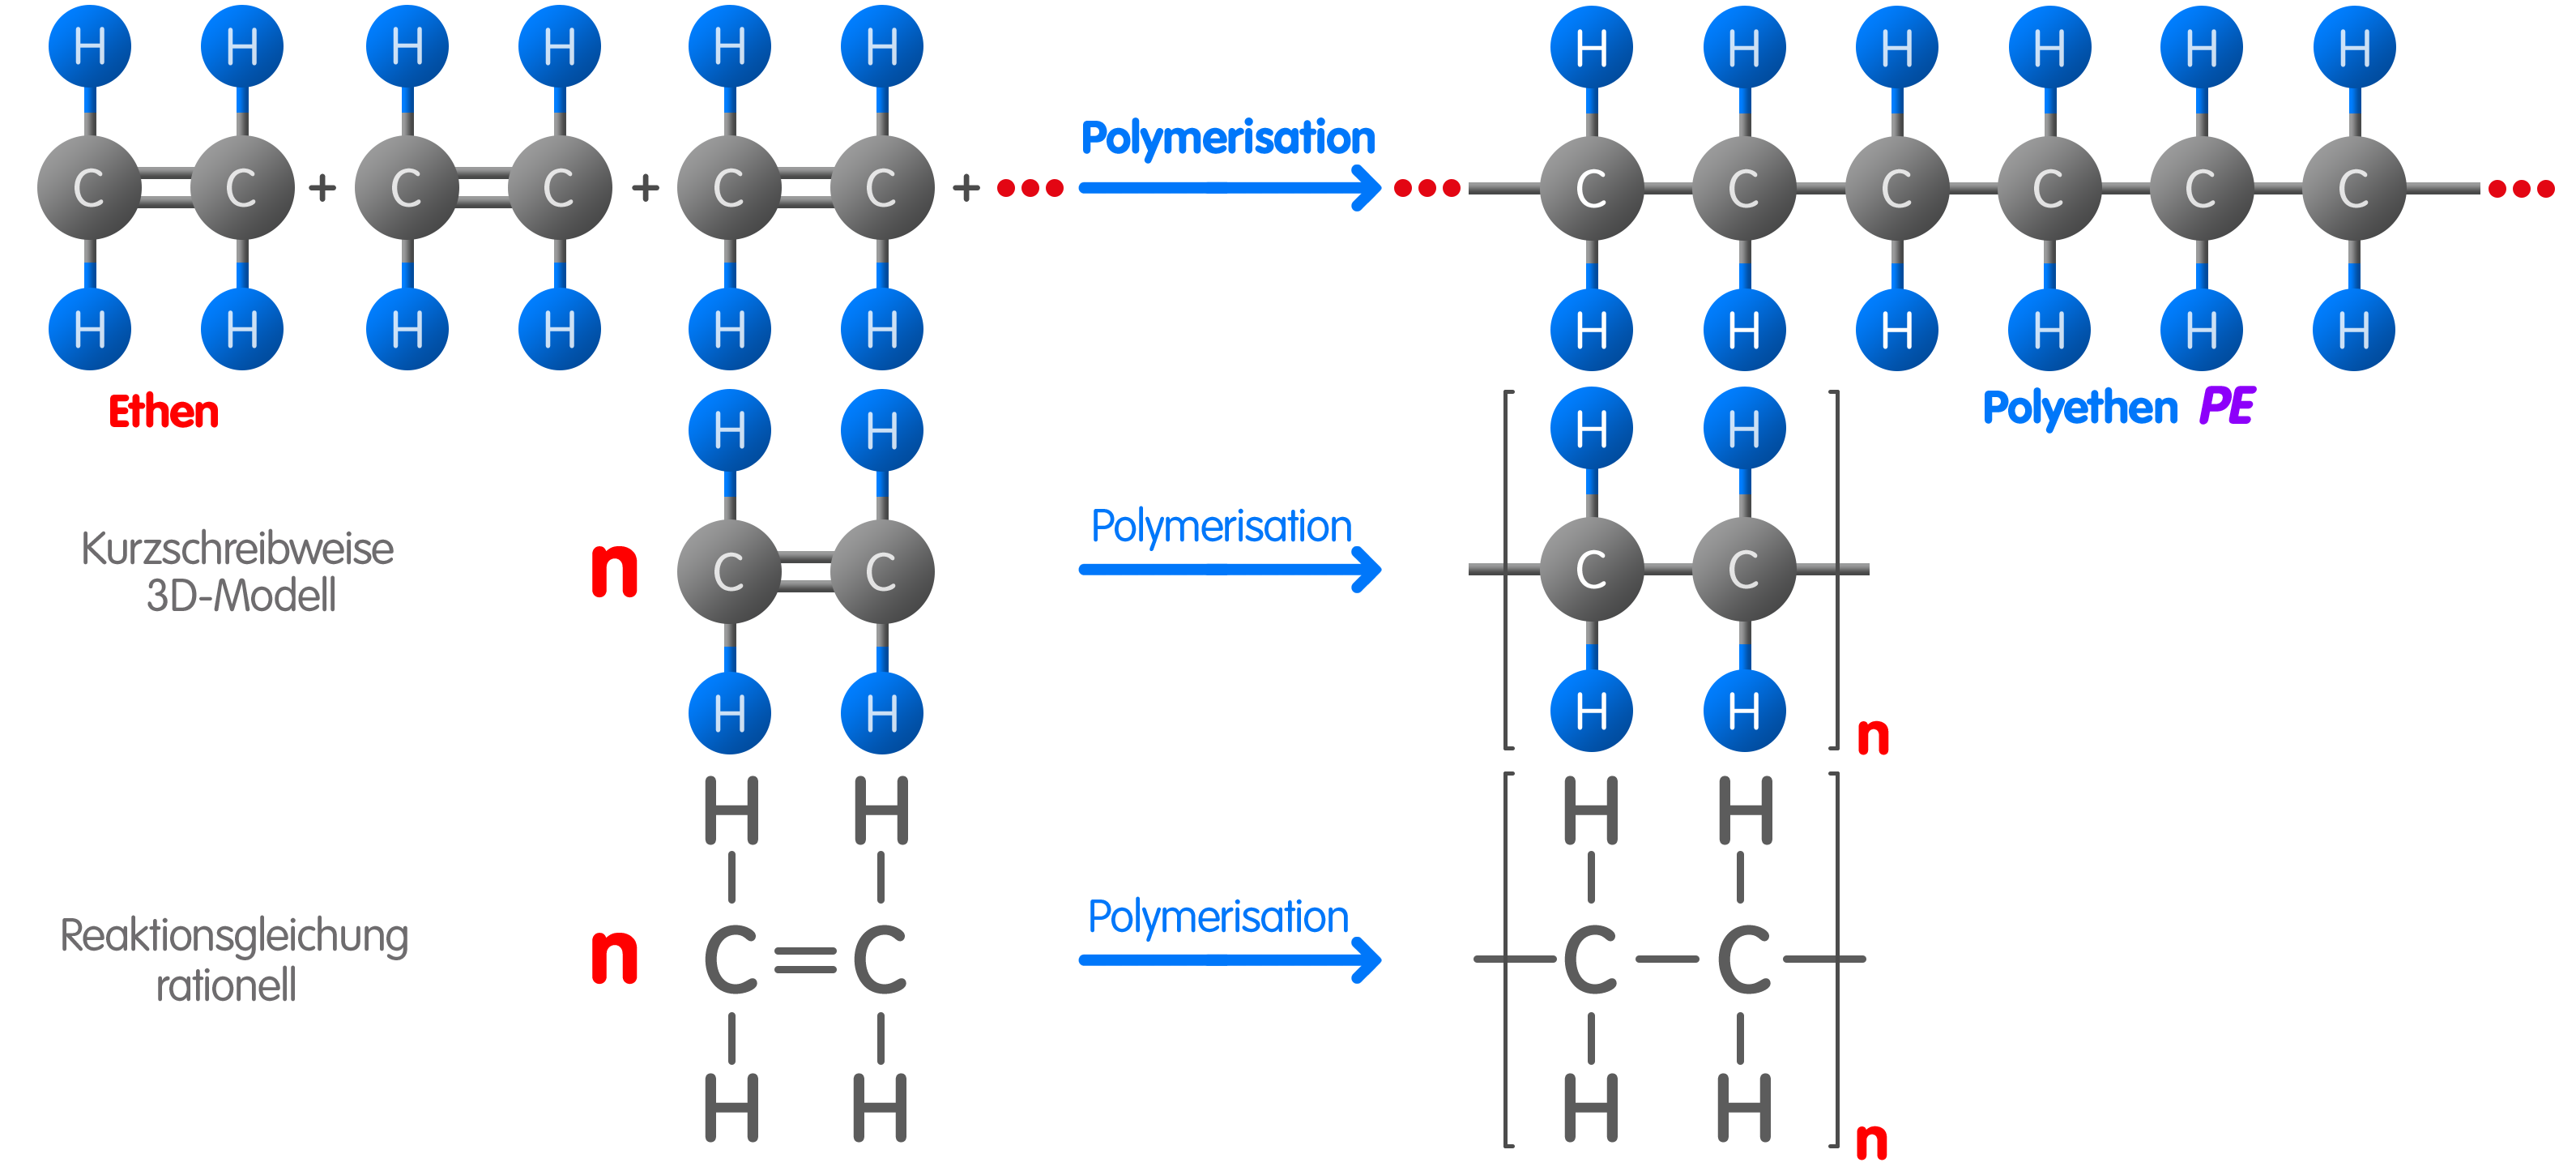 H H H H H H H H H H H H
Polymerisation
C C + C C + C C + C C C C C C
H H H H H H H H H H H H
Ethen
Polyethen PE
H H H H
Polymerisation
Kurzschreibweise
3D-Modell
n C C C C
H H H H
n
H H H H
Polymerisation
Reaktionsgleichung
rationell
n C=C C–C
H H H H
n